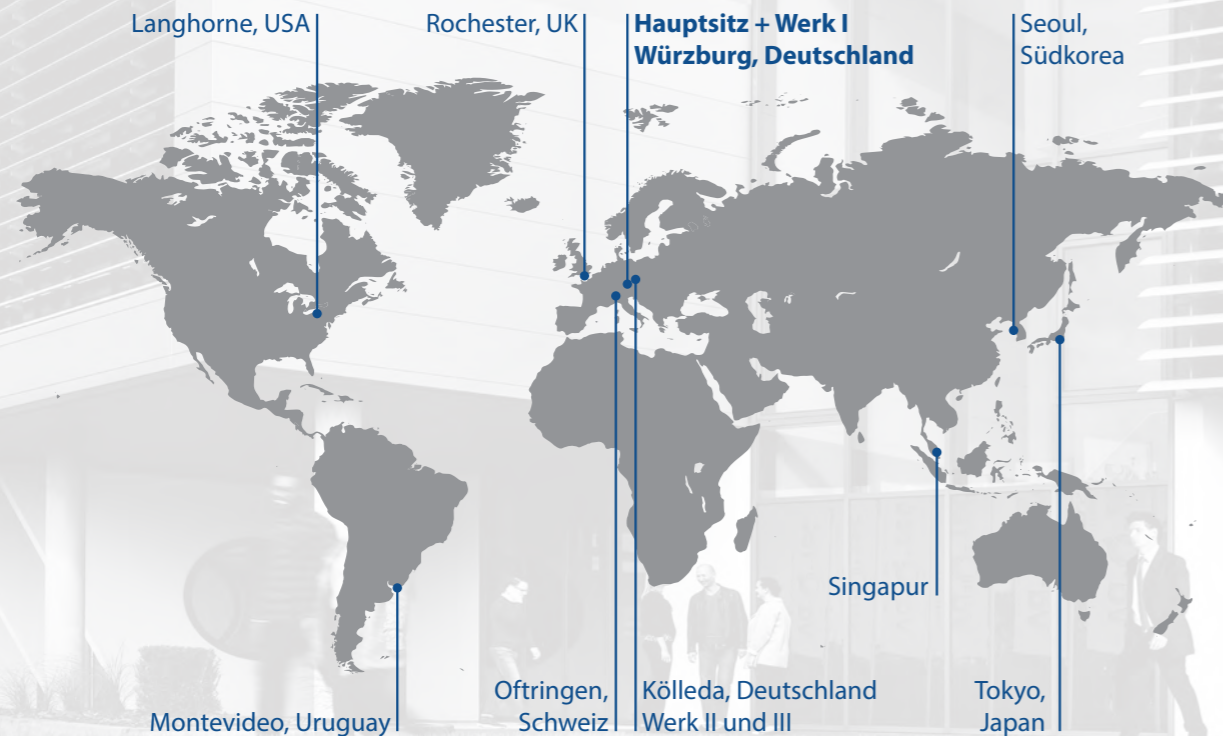 Langhorne, USA
Rochester, UK
Hauptsitz + Werk I
Würzburg, Deutschland
Seoul,
Südkorea
Singapur
Montevideo, Uruguay
Oftringen,
Schweiz
Kölleda, Deutschland
Werk II und III
Tokyo,
Japan